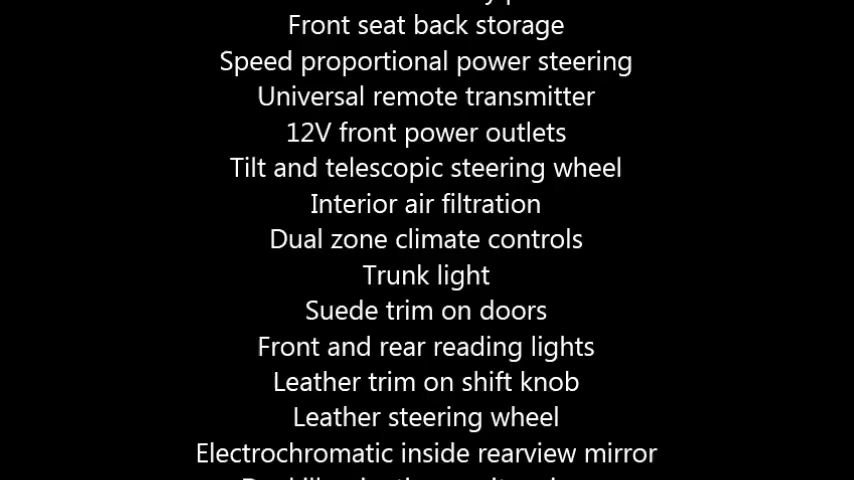 Front seat back storage
Speed proportional power steering
Universal remote transmitter
12V front power outlets
Tilt and telescopic steering wheel
Interior air filtration
Dual zone climate controls
Trunk light
Suede trim on doors
Front and rear reading lights
Leather trim on shift knob
Leather steering wheel
Electrochromatic inside rearview mirror